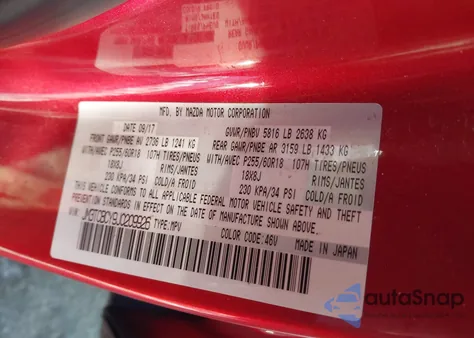 MFD. BY MAZDA MOTOR CORPORATION
DATE 09/17 GVWR/PNBV 5816 LB 2638 KG
FRONT GAWR/PNBE AV 2736 LB 1241 KG REAR GAWR/PNBE AR 3159 LB 1433 KG
WITH/AVEC P255/60R18 107H TIRES/PNEUS WITH/AVEC P255/60R18 107H TIRES/PNEUS
18X8J RIMS/JANTES 18X8J RIMS/JANTES
230 KPA/34 PSI COLD/A FROID 230 KPA/34 PSI COLD/A FROID
THIS VEHICLE CONFORMS TO ALL APPLICABLE FEDERAL MOTOR VEHICLE SAFETY AND THEFT
PREVENTION STANDARDS IN EFFECT ON THE DATE OF MANUFACTURE SHOWN ABOVE.
VIN: JM3TCBCY9J0209926 TYPE:MPV
COLOR/CODE:46V MADE IN JAPAN
autoSnap